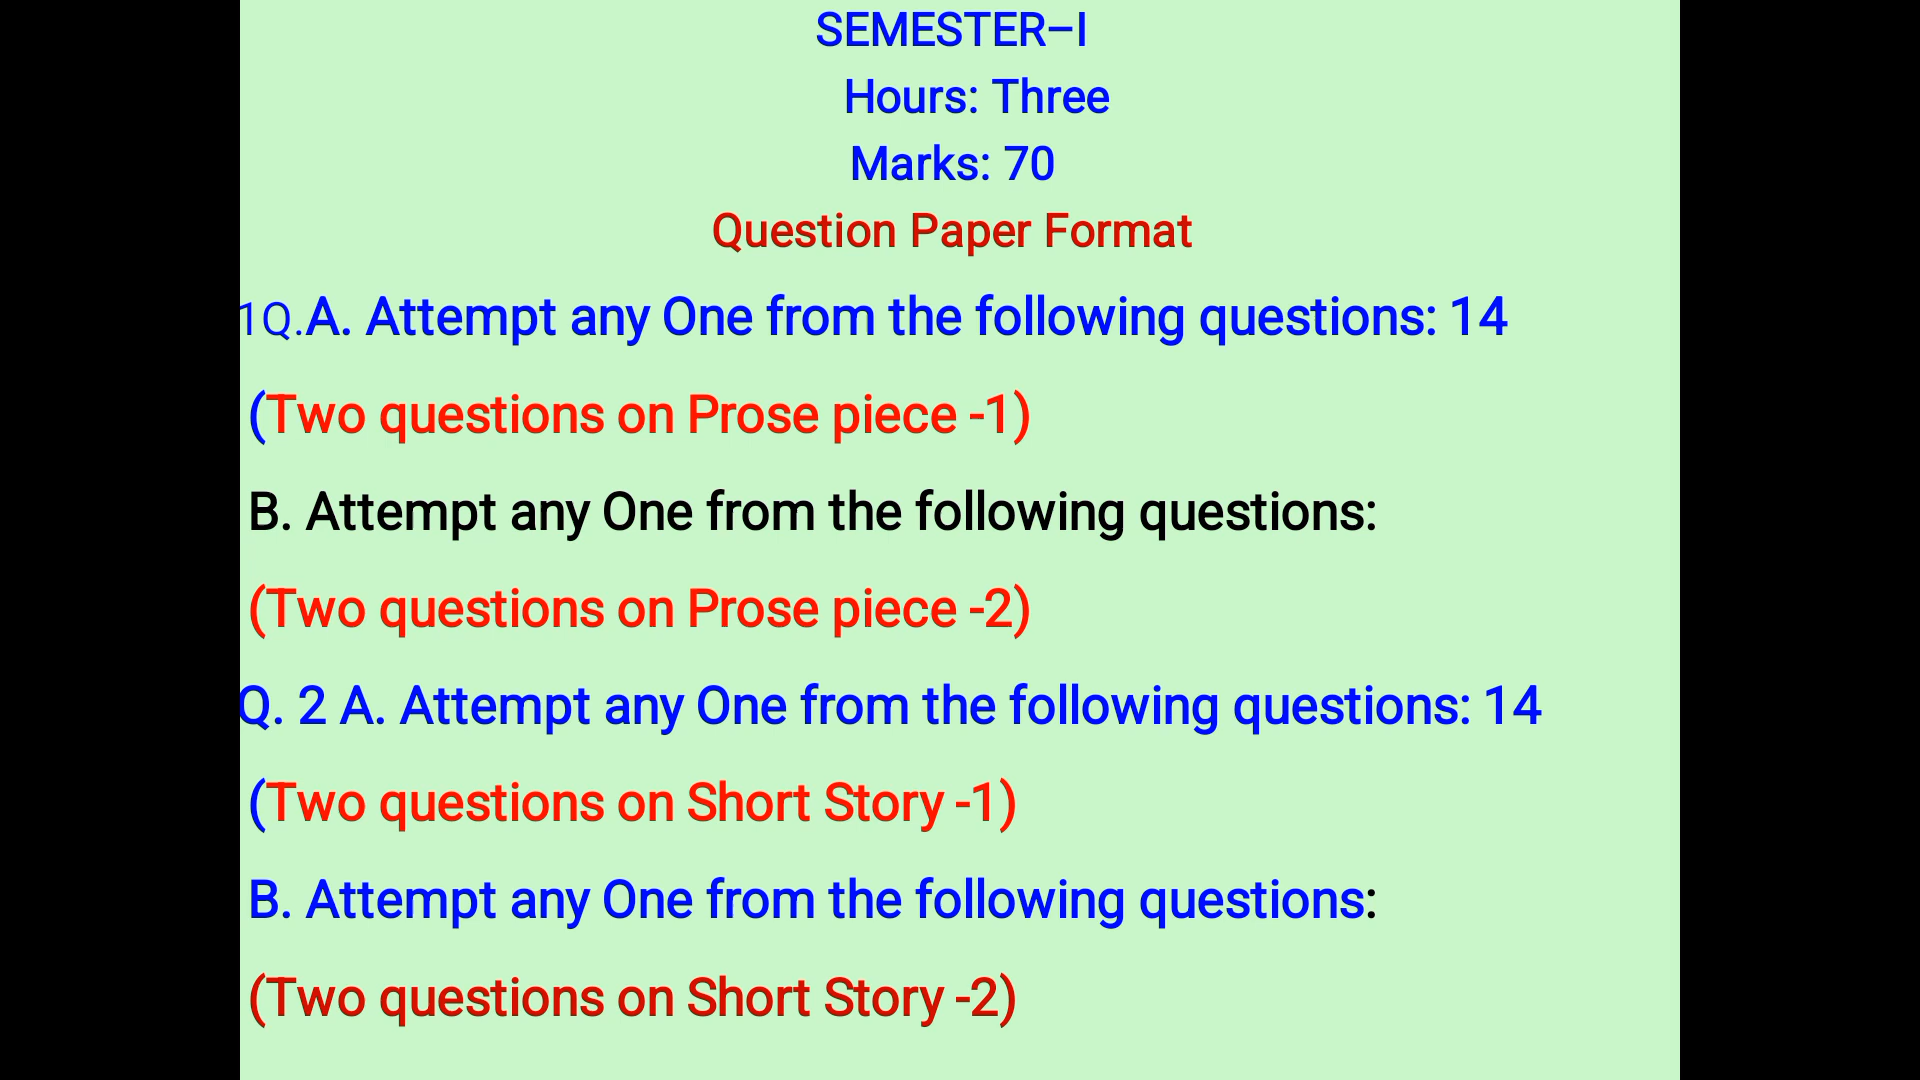 SEMESTER–I
Hours: Three
Marks: 70
Question Paper Format
1Q.A. Attempt any One from the following questions: 14
(Two questions on Prose piece -1)
B. Attempt any One from the following questions:
(Two questions on Prose piece -2)
Q. 2 A. Attempt any One from the following questions: 14
(Two questions on Short Story -1)
B. Attempt any One from the following questions:
(Two questions on Short Story -2)